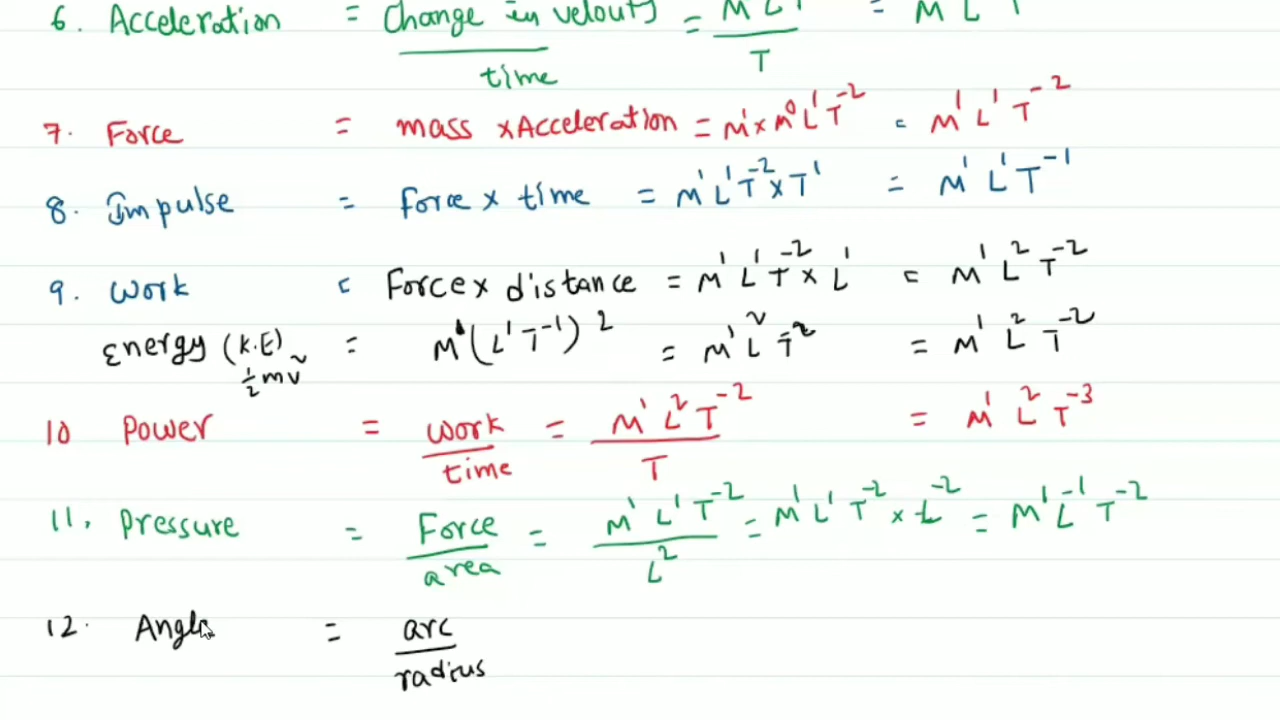 6. Acceleration = Change in velouty / time = M L T / T = M L T
7. Force = mass x Acceleration = M¹ x M⁰ L¹ T⁻² = M¹ L¹ T⁻²
8. Impulse = force x time = M¹ L¹ T⁻² x T¹ = M¹ L¹ T⁻¹
9. Work = Force x distance = M¹ L¹ T⁻² x L¹ = M¹ L² T⁻²
Energy (K.E) ½ mv² = M¹ (L¹ T⁻¹)² = M¹ L² T⁻² = M¹ L² T⁻²
10 Power = work / time = M¹ L² T⁻² / T = M¹ L² T⁻³
11. Pressure = Force / area = M¹ L¹ T⁻² / L² = M¹ L¹ T⁻² x L⁻² = M¹ L⁻¹ T⁻²
12. Angle = arc / radius